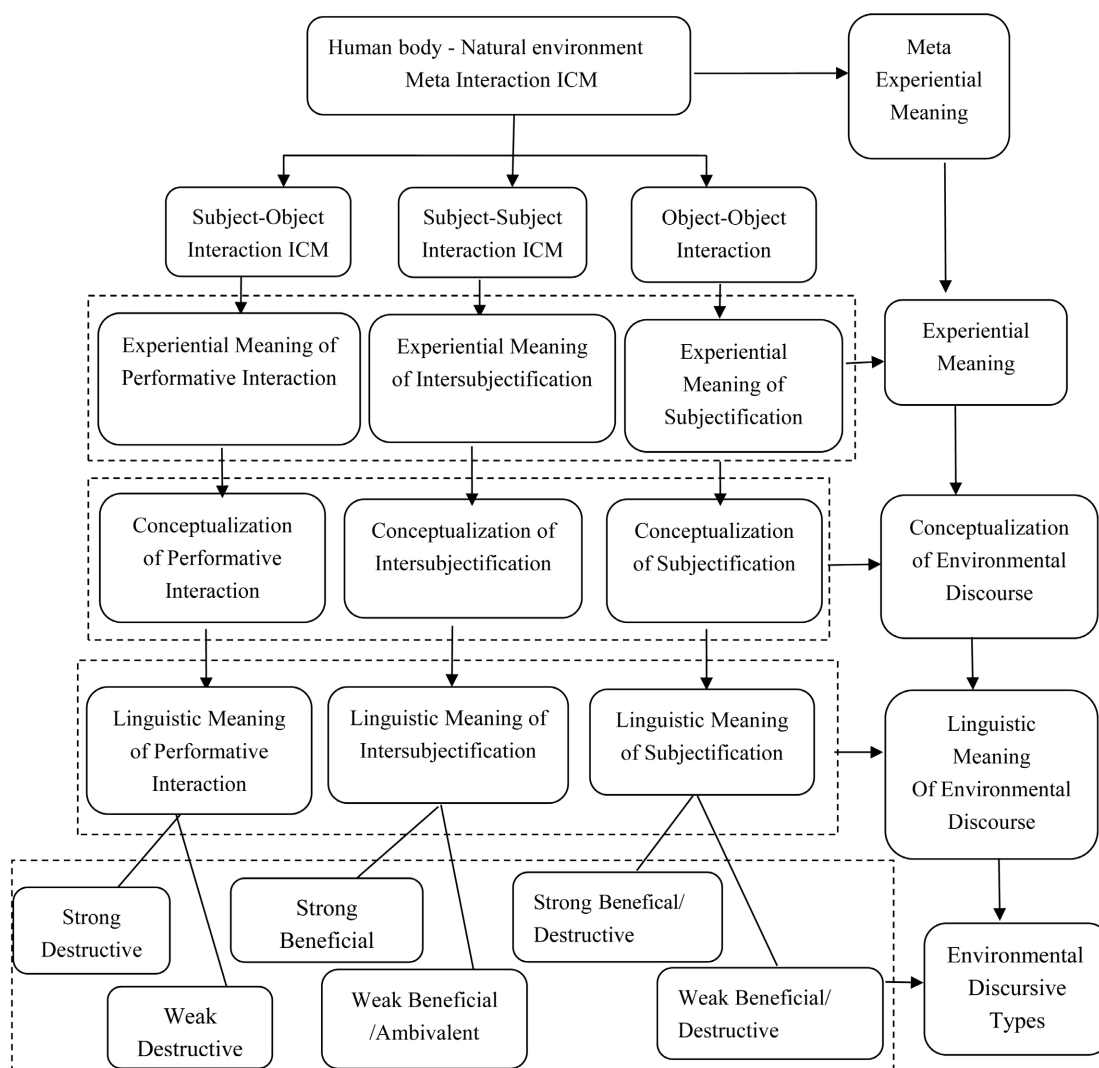 Human body - Natural environment
Meta Interaction ICM
Meta
Experiential
Meaning
Subject-Object
Interaction ICM
Subject-Subject
Interaction ICM
Object-Object
Interaction
Experiential Meaning of
Performative Interaction
Experiential Meaning
of Intersubjectification
Experiential
Meaning of
Subjectification
Experiential
Meaning
Conceptualization
of Performative
Interaction
Conceptualization of
Intersubjectification
Conceptualization
of Subjectification
Conceptualization
of Environmental
Discourse
Linguistic Meaning
of Performative
Interaction
Linguistic Meaning of
Intersubjectification
Linguistic Meaning
of Subjectification
Linguistic
Meaning
Of Environmental
Discourse
Strong
Destructive
Weak
Destructive
Strong
Beneficial
Weak Beneficial
/Ambivalent
Strong Benefical/
Destructive
Weak Beneficial/
Destructive
Environmental
Discursive
Types